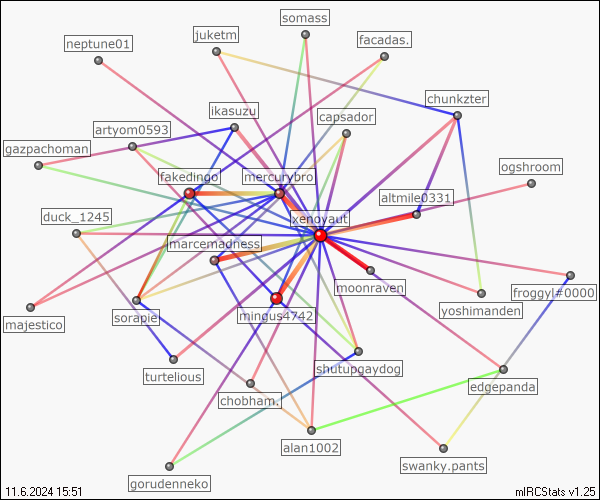 somass
juketm
facadas.
neptune01
chunkzter
ikasuzu
capsador
artyom0593
gazpachoman
ogshroom
fakedingo
mercurybro
altmile0331
duck_1245
xenoyaut
marcemedness
moonraven
froggyl#0000
yoshimanden
sorapie
mingus4742
majestico
shutupgaydog
turtelious
edgepanda
chobham.
alan1002
swanky.pants
gorudenneko
11.6.2024 15:51
mIRCStats v1.25